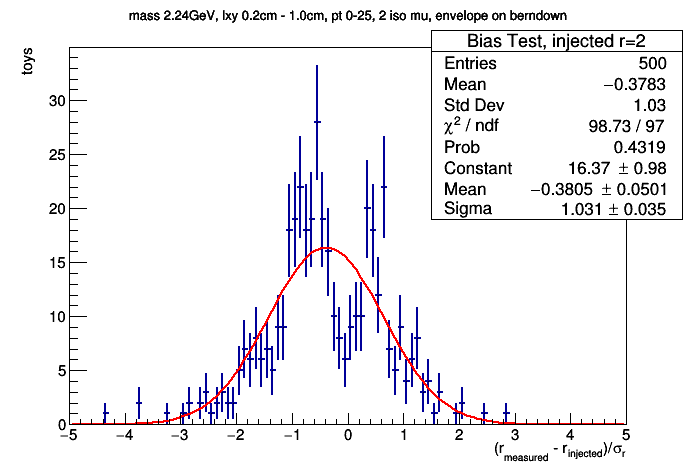 mass 2.24GeV, lxy 0.2cm - 1.0cm, pt 0-25, 2 iso mu, envelope on berndown
Bias Test, injected r=2
Entries 500
Mean −0.3783
Std Dev 1.03
χ² / ndf 98.73 / 97
Prob 0.4319
Constant 16.37 ± 0.98
Mean −0.3805 ± 0.0501
Sigma 1.031 ± 0.035
toys
30
25
20
15
10
5
0
−5 −4 −3 −2 −1 0 1 2 3 4 5
(r_measured - r_injected)/σ_r